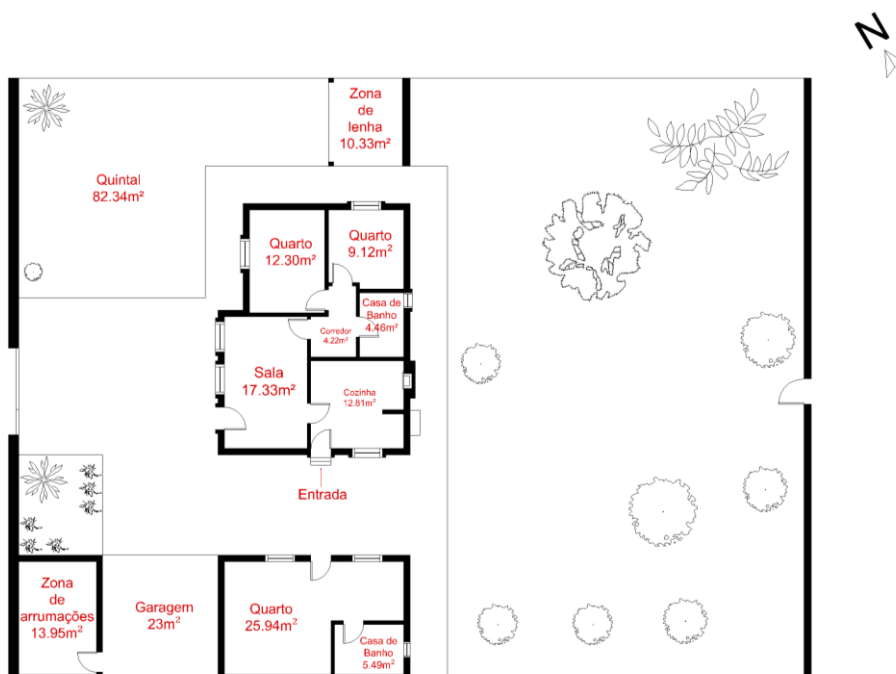 N
Zona
de
lenha
10.33m²
Quintal
82.34m²
Quarto
12.30m²
Quarto
9.12m²
Casa de
Banho
4.46m²
Corredor
4.22m²
Sala
17.33m²
Cozinha
12.81m²
Entrada
Zona
de
arrumações
13.95m²
Garagem
23m²
Quarto
25.94m²
Casa de
Banho
5.49m²